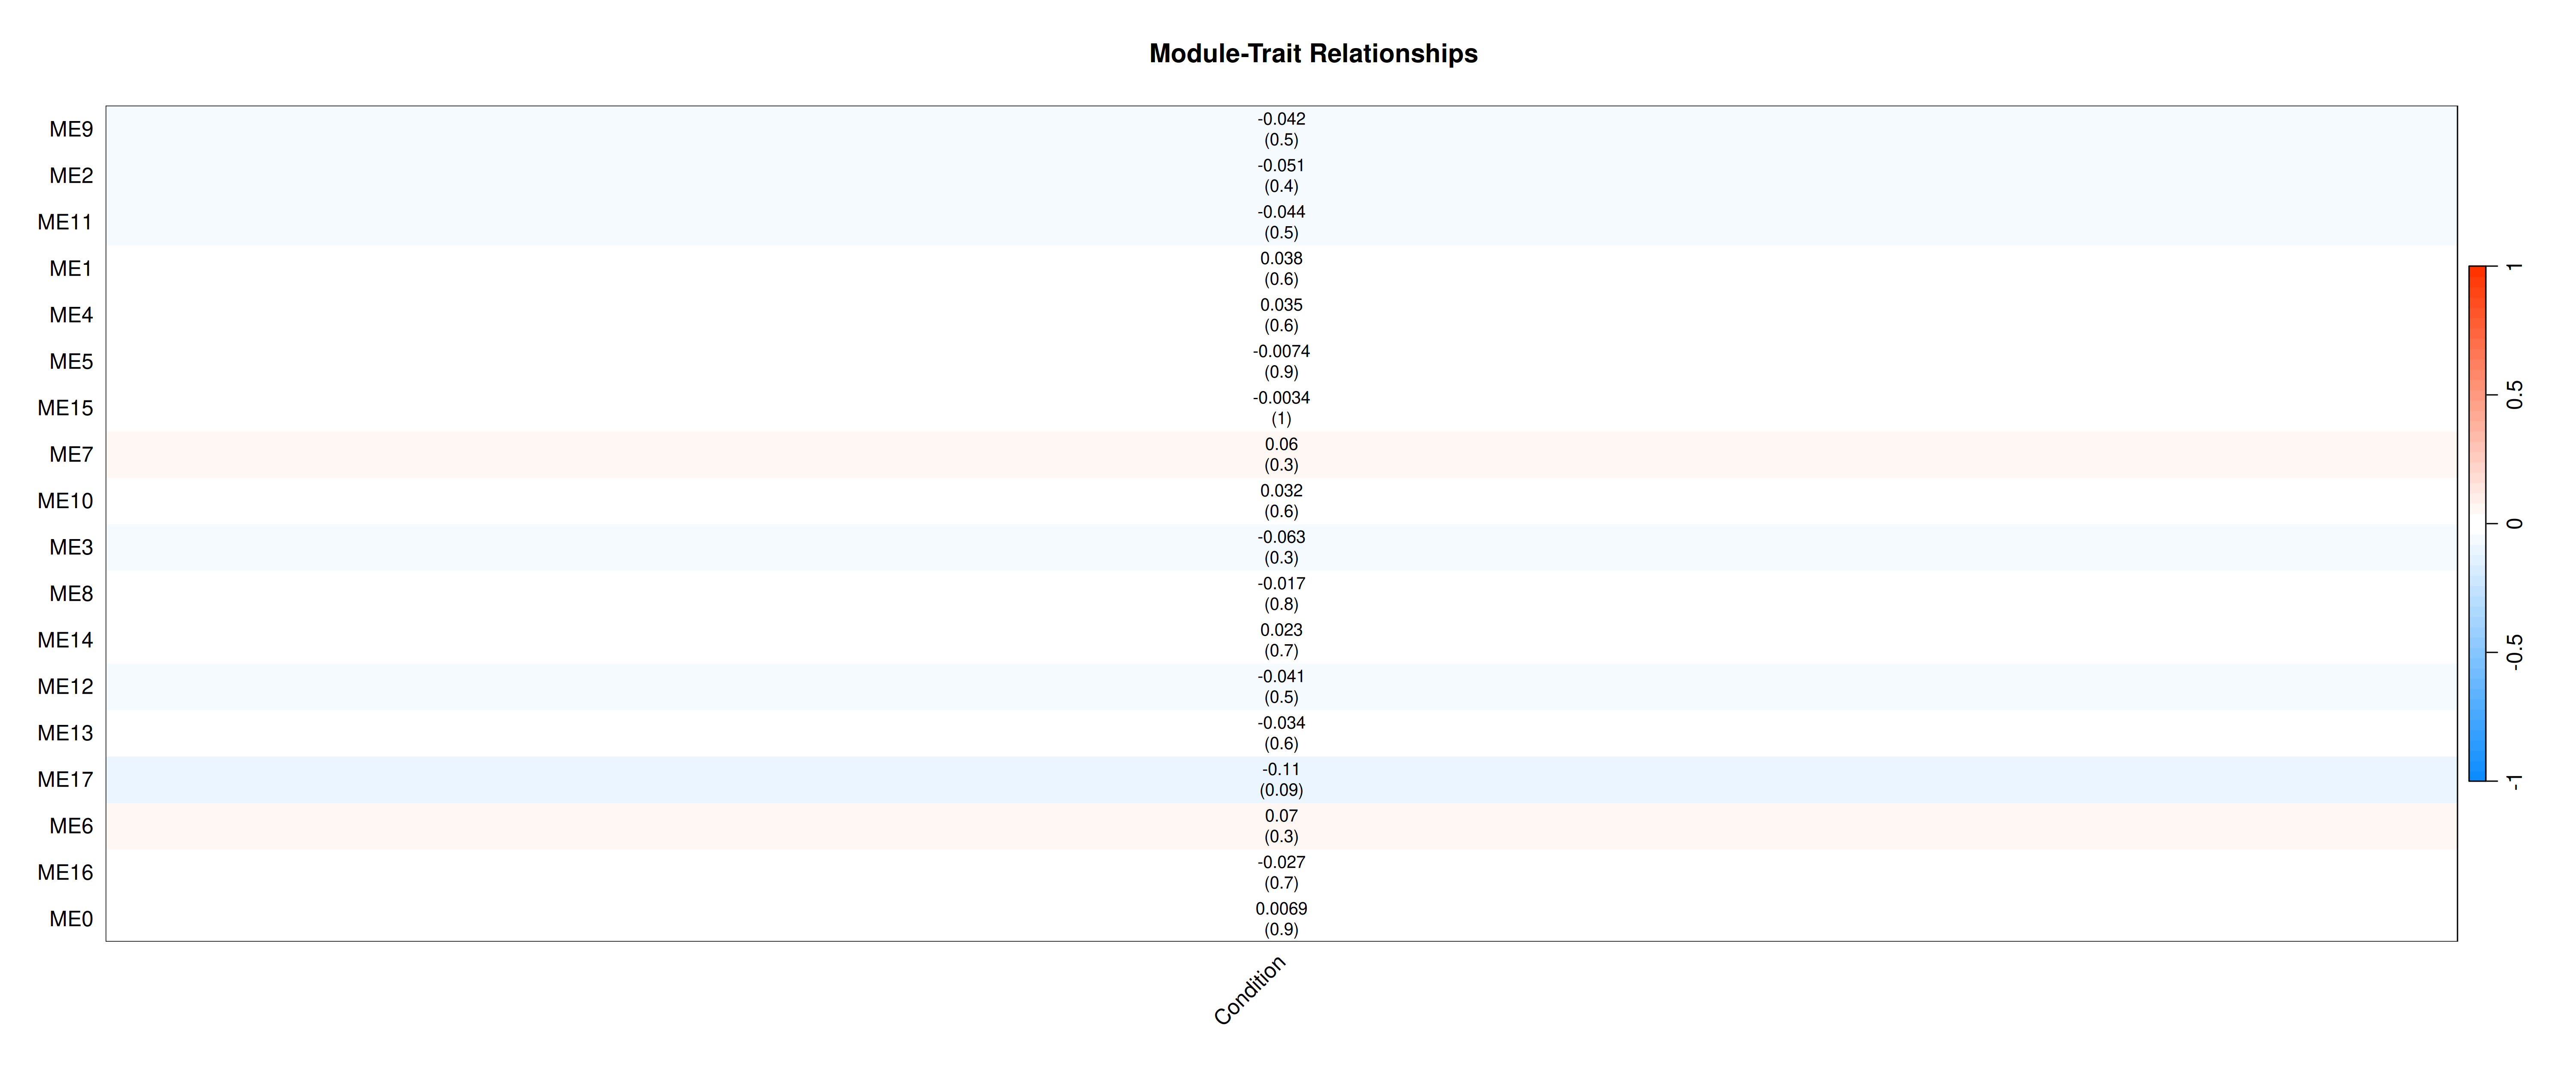 Module-Trait Relationships
ME9
-0.042
(0.5)
ME2
-0.051
(0.4)
ME11
-0.044
(0.5)
ME1
0.038
(0.6)
ME4
0.035
(0.6)
ME5
-0.0074
(0.9)
ME15
-0.0034
(1)
ME7
0.06
(0.3)
ME10
0.032
(0.6)
ME3
-0.063
(0.3)
ME8
-0.017
(0.8)
ME14
0.023
(0.7)
ME12
-0.041
(0.5)
ME13
-0.034
(0.6)
ME17
-0.11
(0.09)
ME6
0.07
(0.3)
ME16
-0.027
(0.7)
ME0
0.0069
(0.9)
Condition
1
0.5
0
-0.5
-1